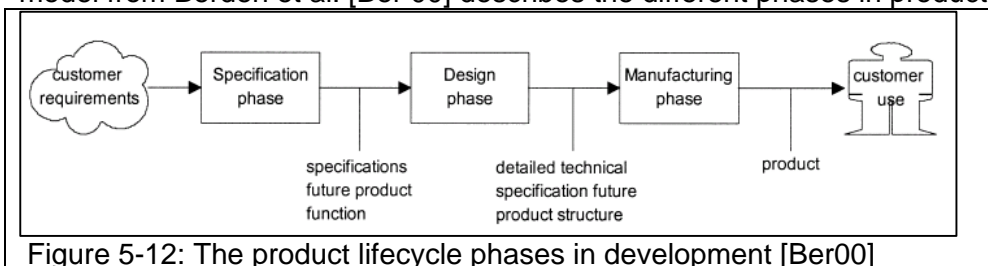 model from Berden et al. [Ber 00] describes the different phases in product
customer
requirements
Specification
phase
Design
phase
Manufacturing
phase
customer
use
specifications
future product
function
detailed technical
specification future
product structure
product
Figure 5-12: The product lifecycle phases in development [Ber00]